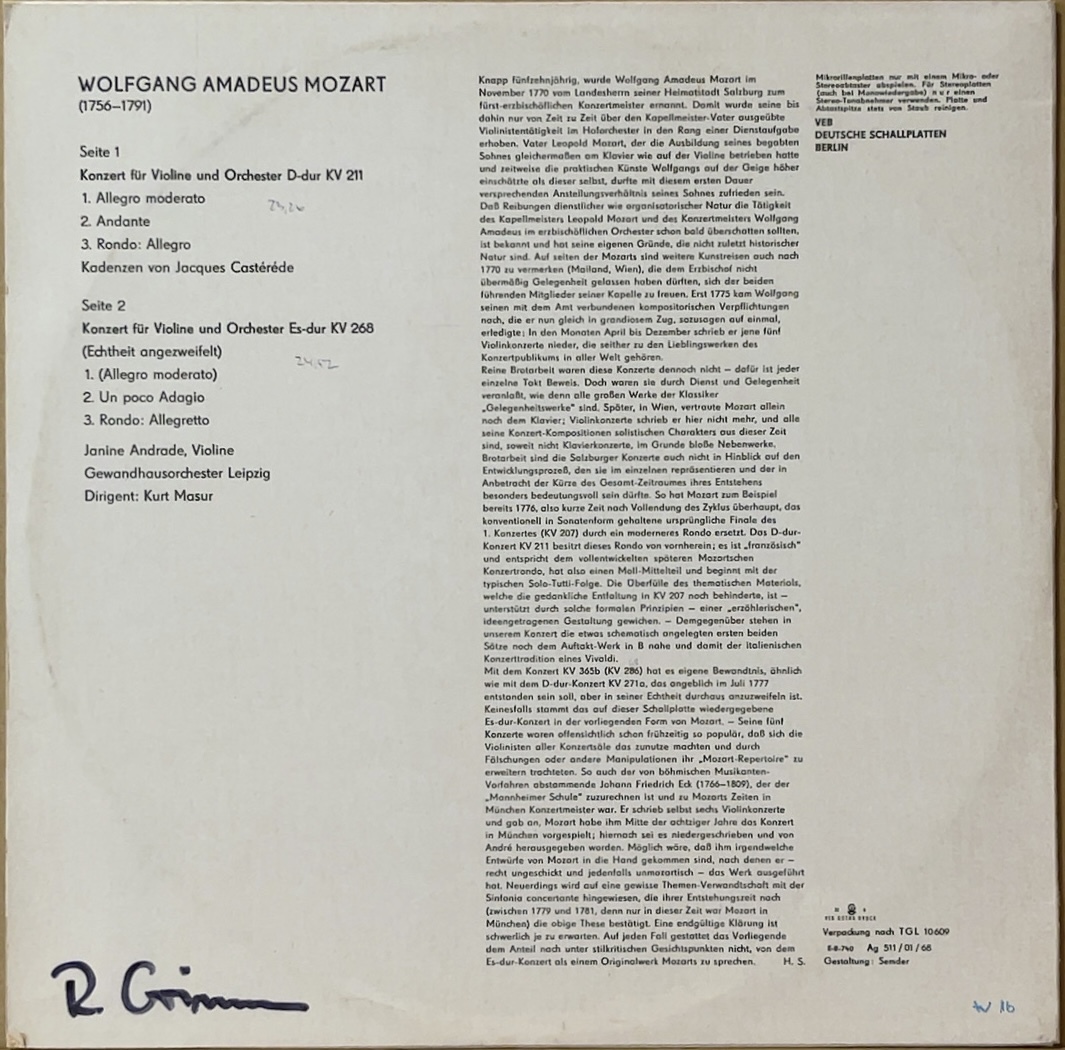 WOLFGANG AMADEUS MOZART
(1756–1791)
Seite 1
Konzert für Violine und Orchester D-dur KV 211
1. Allegro moderato
2. Andante
3. Rondo: Allegro
Kadenzen von Jacques Castéréde
Seite 2
Konzert für Violine und Orchester Es-dur KV 268
(Echtheit angezweifelt)
24,52
1. (Allegro moderato)
2. Un poco Adagio
3. Rondo: Allegretto
Janine Andrade, Violine
Gewandhausorchester Leipzig
Dirigent: Kurt Masur
Knapp fünfzehnjährig, wurde Wolfgang Amadeus Mozart im
November 1770 vom Landesherrn seiner Heimatstadt Salzburg zum
fürst-erzbischöflichen Konzertmeister ernannt. Damit wurde seine bis
dahin nur von Zeit zu Zeit über den Kapellmeister-Vater ausgeübte
Violinistentätigkeit im Hoforchester in den Rang einer Dienstaufgabe
erhoben. Vater Leopold Mozart, der die Ausbildung seines begabten
Sohnes gleichermaßen am Klavier wie auf der Violine betrieben hatte
und zeitweise die praktischen Künste Wolfgangs auf der Geige höher
einschätzte als dieser selbst, durfte mit diesem ersten Dauer
versprechenden Anstellungsverhältnis seines Sohnes zufrieden sein.
Daß Reibungen dienstlicher wie organisatorischer Natur die Tätigkeit
des Kapellmeisters Leopold Mozart und des Konzertmeisters Wolfgang
Amadeus im erzbischöflichen Orchester schon bald überschatten sollten,
ist bekannt und hat seine eigenen Gründe, die nicht zuletzt historischer
Natur sind. Auf seiten der Mozarts sind weitere Kunstreisen auch nach
1770 zu vermerken (Mailand, Wien), die dem Erzbischof nicht
übermäßig Gelegenheit gelassen haben dürften, sich der beiden
führenden Mitglieder seiner Kapelle zu freuen. Erst 1775 kam Wolfgang
seinen mit dem Amt verbundenen kompositorischen Verpflichtungen
nach, die er nun gleich in grandiosem Zug, sozusagen auf einmal,
erledigte: In den Monaten April bis Dezember schrieb er jene fünf
Violinkonzerte nieder, die seither zu den Lieblingswerken des
Konzertpublikums in aller Welt gehören.
Reine Brotarbeit waren diese Konzerte dennoch nicht – dafür ist jeder
einzelne Takt Beweis. Doch waren sie durch Dienst und Gelegenheit
veranlaßt, wie denn alle großen Werke der Klassiker
„Gelegenheitswerke" sind. Später, in Wien, vertraute Mozart allein
noch dem Klavier; Violinkonzerte schrieb er hier nicht mehr, und alle
seine Konzert-Kompositionen solistischen Charakters aus dieser Zeit
sind, soweit nicht Klavierkonzerte, im Grunde bloße Nebenwerke.
Brotarbeit sind die Salzburger Konzerte auch nicht in Hinblick auf den
Entwicklungsprozeß, den sie im einzelnen repräsentieren und der in
Anbetracht der Kürze des Gesamt-Zeitraumes ihres Entstehens
besonders bedeutungsvoll sein dürfte. So hat Mozart zum Beispiel
bereits 1776, also kurze Zeit nach Vollendung des Zyklus überhaupt, das
konventionell in Sonatenform gehaltene ursprüngliche Finale des
1. Konzertes (KV 207) durch ein moderneres Rondo ersetzt. Das D-dur-
Konzert KV 211 besitzt dieses Rondo von vornherein; es ist „französisch"
und entspricht dem vollentwickelten späteren Mozartschen
Konzertrondo, hat also einen Moll-Mittelteil und beginnt mit der
typischen Solo-Tutti-Folge. Die Überfülle des thematischen Materials,
welche die gedankliche Entfaltung in KV 207 noch behinderte, ist –
unterstützt durch solche formalen Prinzipien – einer „erzählerischen",
ideengetragenen Gestaltung gewichen. – Demgegenüber stehen in
unserem Konzert die etwas schematisch angelegten ersten beiden
Sätze noch dem Auftakt-Werk in B nahe und damit der italienischen
Konzerttradition eines Vivaldi.
Mit dem Konzert KV 365b (KV 286) hat es eigene Bewandtnis, ähnlich
wie mit dem D-dur-Konzert KV 271a, das angeblich im Juli 1777
entstanden sein soll, aber in seiner Echtheit durchaus anzuzweifeln ist.
Keinesfalls stammt das auf dieser Schallplatte wiedergegebene
Es-dur-Konzert in der vorliegenden Form von Mozart. – Seine fünf
Konzerte waren offensichtlich schon frühzeitig so populär, daß sich die
Violinisten aller Konzertsäle das zunutze machten und durch
Fälschungen oder andere Manipulationen ihr „Mozart-Repertoire" zu
erweitern trachteten. So auch der von böhmischen Musikanten-
Vorfahren abstammende Johann Friedrich Eck (1766–1809), der der
„Mannheimer Schule" zuzurechnen ist und zu Mozarts Zeiten in
München Konzertmeister war. Er schrieb selbst sechs Violinkonzerte
und gab an, Mozart habe ihm Mitte der achtziger Jahre das Konzert
in München vorgespielt; hiernach sei es niedergeschrieben und von
André herausgegeben worden. Möglich wäre, daß ihm irgendwelche
Entwürfe von Mozart in die Hand gekommen sind, nach denen er –
recht ungeschickt und jedenfalls unmozartisch – das Werk ausgeführt
hat. Neuerdings wird auf eine gewisse Themen-Verwandtschaft mit der
Sinfonia concertante hingewiesen, die ihrer Entstehungszeit nach
(zwischen 1779 und 1781, denn nur in dieser Zeit war Mozart in
München) die obige These bestätigt. Eine endgültige Klärung ist
schwerlich je zu erwarten. Auf jeden Fall gestattet das Vorliegende
dem Anteil nach unter stilkritischen Gesichtspunkten nicht, von dem
Es-dur-Konzert als einem Originalwerk Mozarts zu sprechen. H. S.
Mikrorillenplatten nur mit einem Mikro- oder
Stereoabtaster abspielen. Für Stereoplatten
(auch bei Monowiedergabe) nur einen
Stereo-Tonabnehmer verwenden. Platte und
Abtastspitze stets von Staub reinigen.
VEB
DEUTSCHE SCHALLPLATTEN
BERLIN
VEB GOTHA DRUCK
Verpackung nach TGL 10609
E-8-740 Ag 511/01/68
Gestaltung: Semder
R. Grimm
16